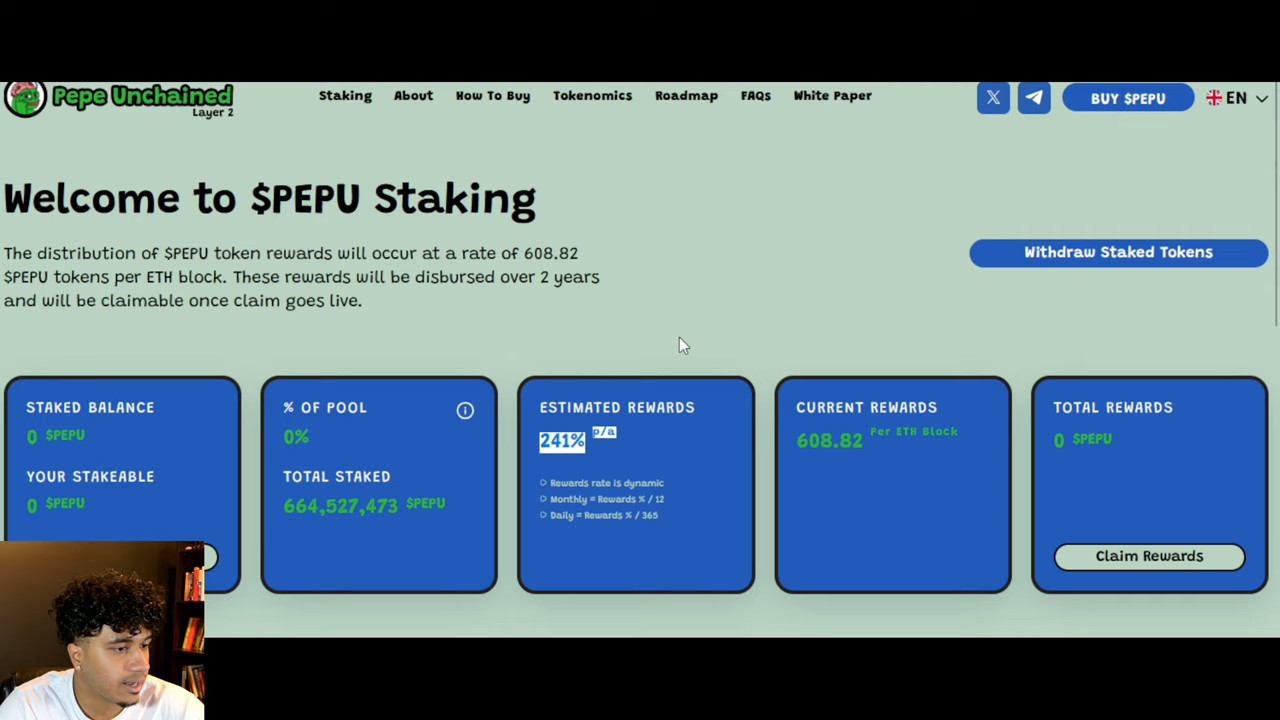 Pepe Unchained
Layer 2
Staking About How To Buy Tokenomics Roadmap FAQs White Paper
BUY $PEPU
EN
Welcome to $PEPU Staking
The distribution of $PEPU token rewards will occur at a rate of 608.82
$PEPU tokens per ETH block. These rewards will be disbursed over 2 years
and will be claimable once claim goes live.
Withdraw Staked Tokens
STAKED BALANCE
0 $PEPU
YOUR STAKEABLE
0 $PEPU
% OF POOL
0%
TOTAL STAKED
664,527,473 $PEPU
ESTIMATED REWARDS
241% p/a
Rewards rate is dynamic
Monthly = Rewards % / 12
Daily = Rewards % / 365
CURRENT REWARDS
608.82 Per ETH Block
TOTAL REWARDS
0 $PEPU
Claim Rewards